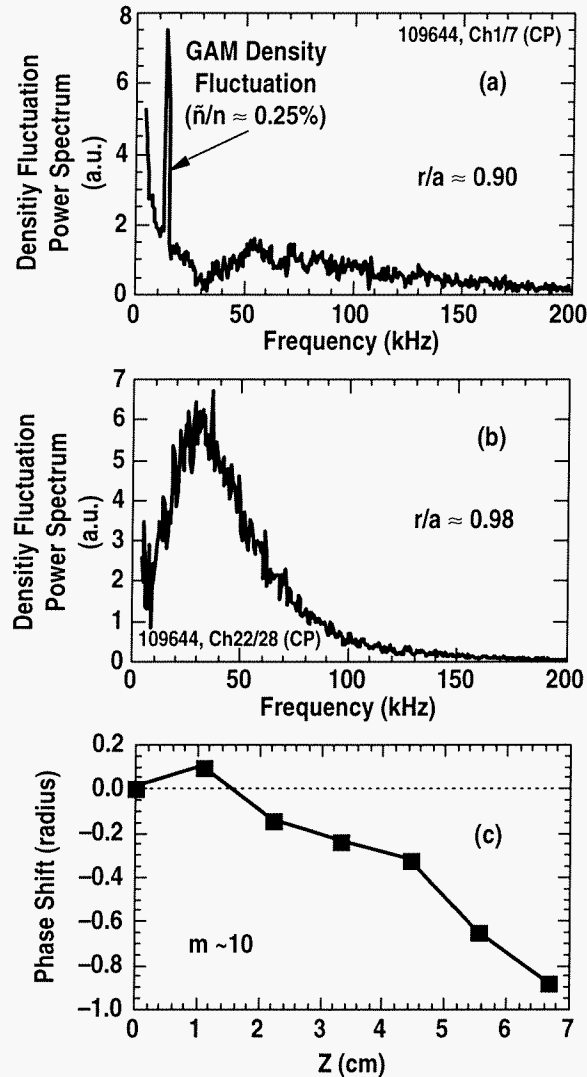 8
6
4
2
0
Densitiy Fluctuation
Power Spectrum
(a.u.)
109644, Ch1/7 (CP)
GAM Density
Fluctuation
(ñ/n ≈ 0.25%)
(a)
r/a ≈ 0.90
0 50 100 150 200
Frequency (kHz)
7
6
5
4
3
2
1
0
Densitiy Fluctuation
Power Spectrum
(a.u.)
(b)
r/a ≈ 0.98
109644, Ch22/28 (CP)
0 50 100 150 200
Frequency (kHz)
0.2
0.0
–0.2
–0.4
–0.6
–0.8
–1.0
Phase Shift (radius)
(c)
m ~10
0 1 2 3 4 5 6 7
Z (cm)